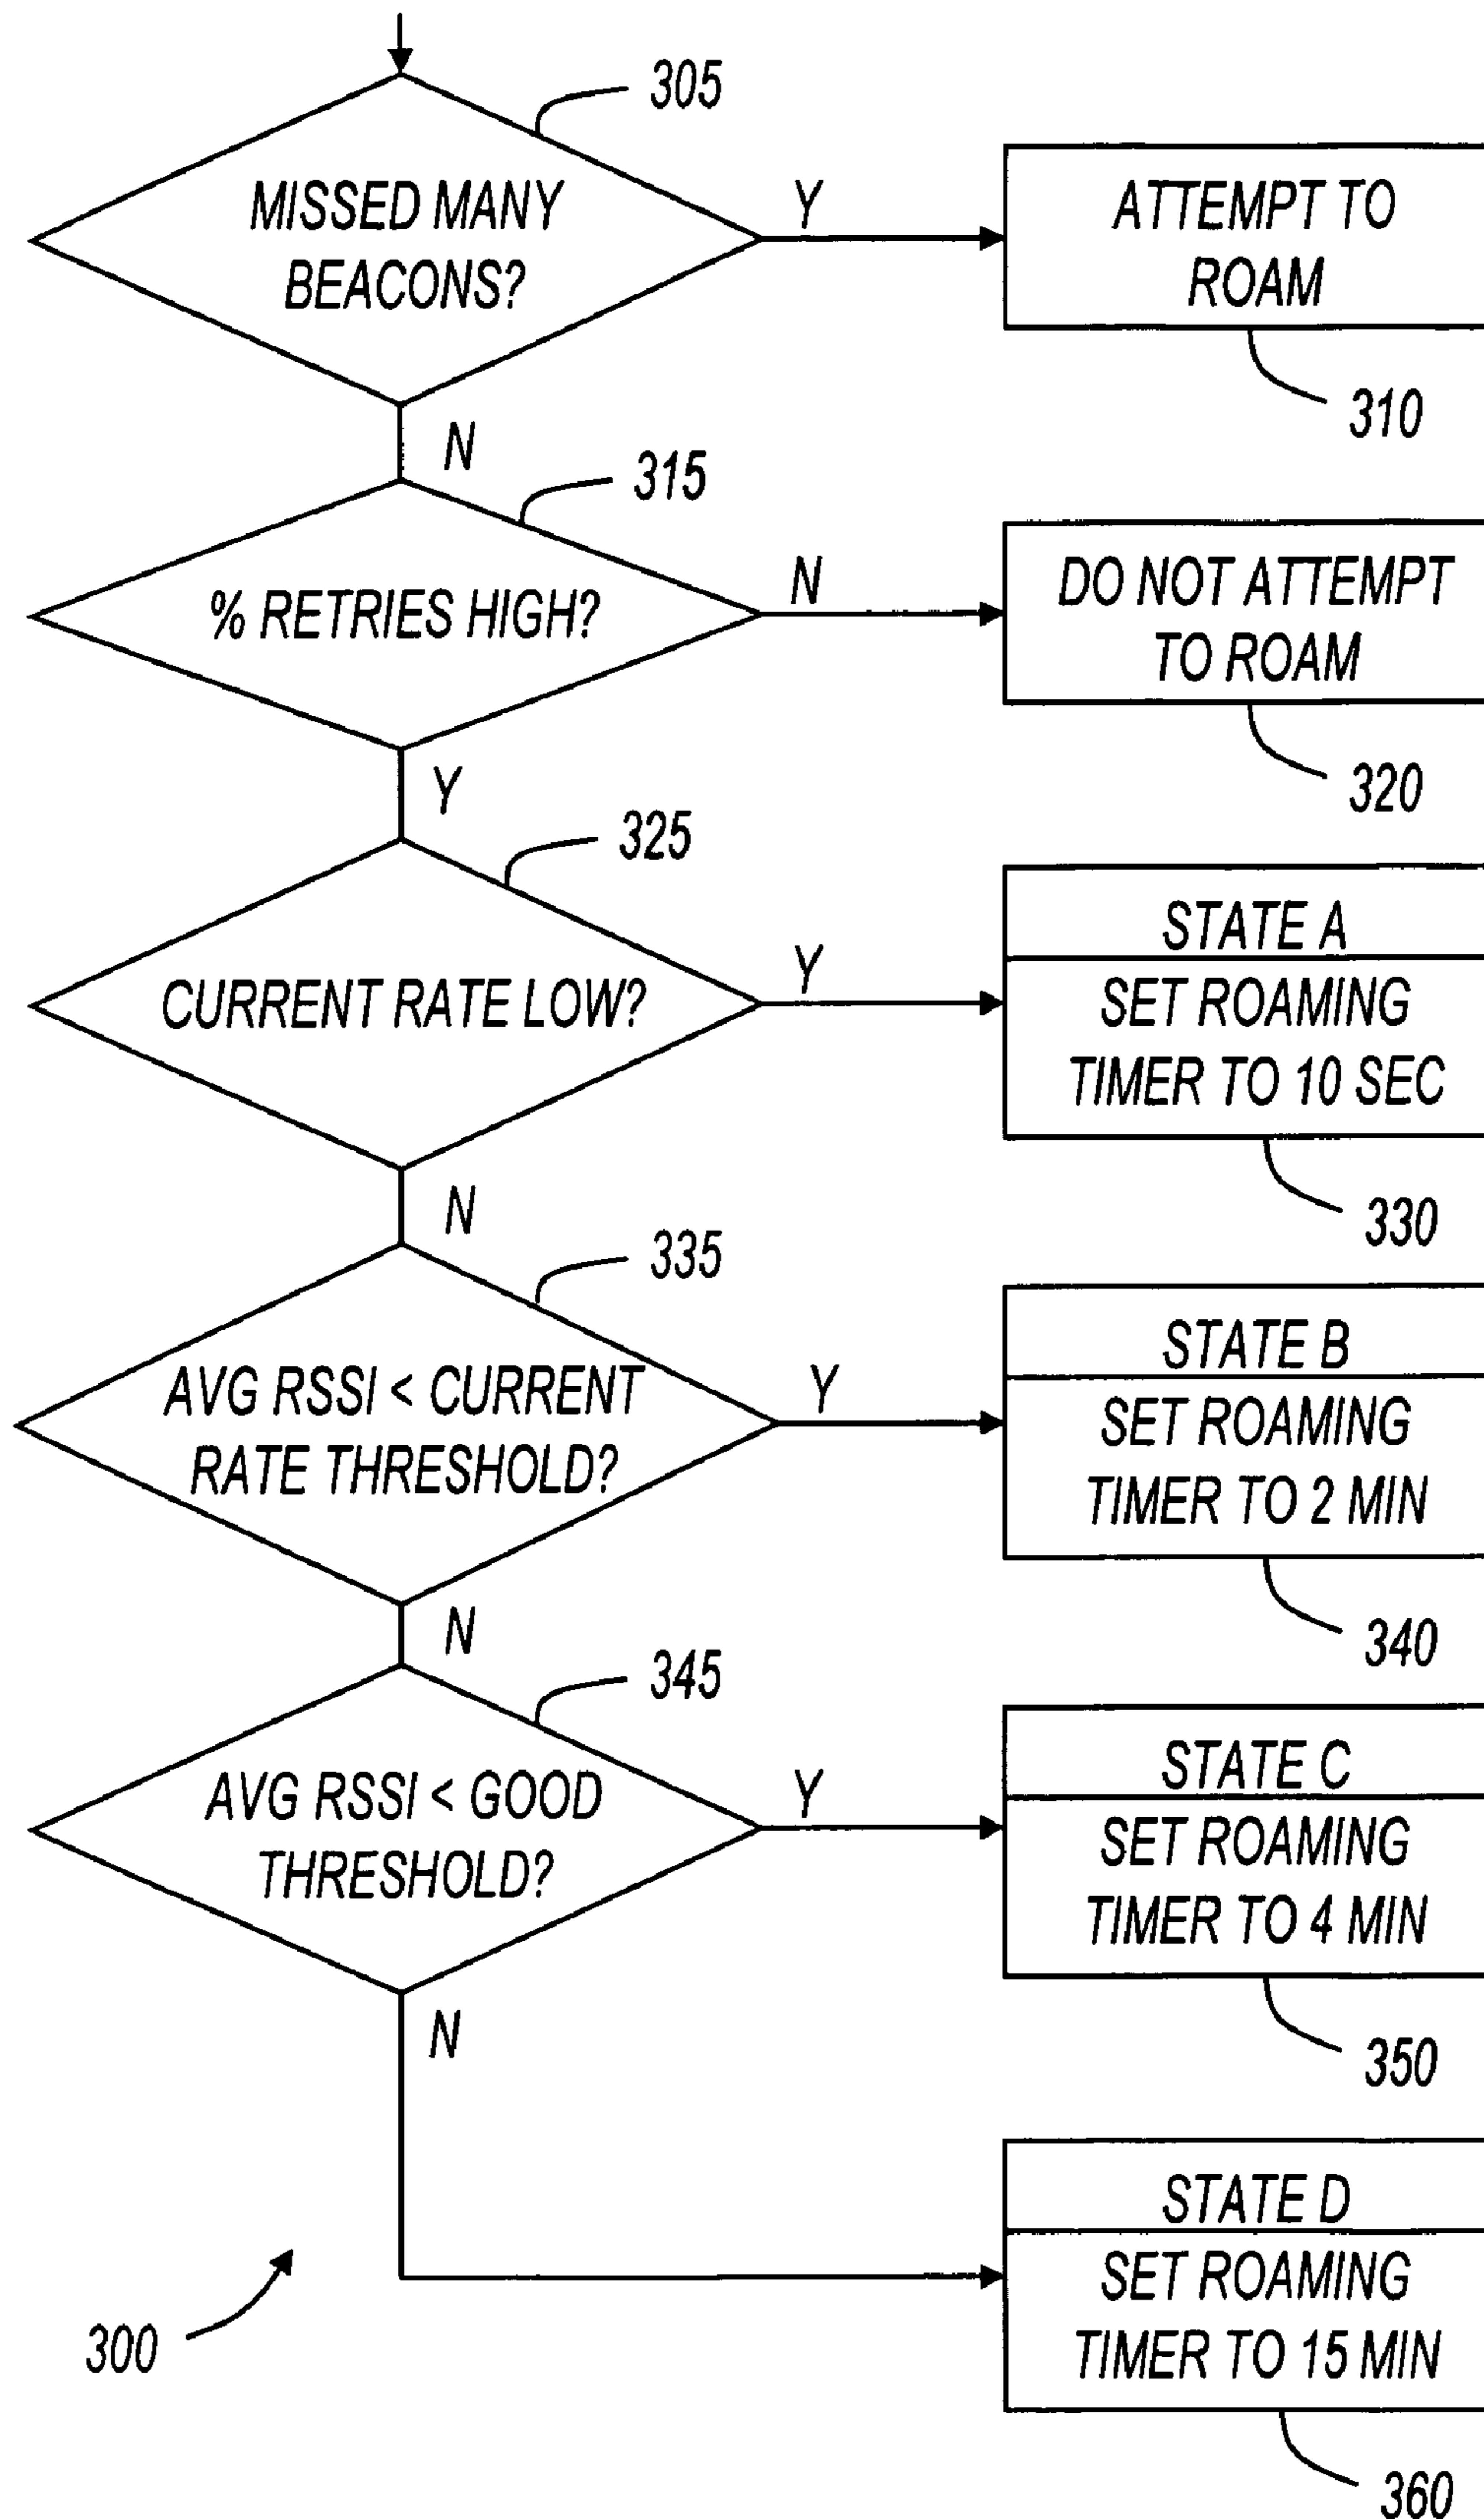 305
MISSED MANY
BEACONS?
Y
ATTEMPT TO
ROAM
310
N
315
% RETRIES HIGH?
N
DO NOT ATTEMPT
TO ROAM
320
Y
325
CURRENT RATE LOW?
Y
STATE A
SET ROAMING
TIMER TO 10 SEC
330
N
335
AVG RSSI < CURRENT
RATE THRESHOLD?
Y
STATE B
SET ROAMING
TIMER TO 2 MIN
340
N
345
AVG RSSI < GOOD
THRESHOLD?
Y
STATE C
SET ROAMING
TIMER TO 4 MIN
350
N
STATE D
SET ROAMING
TIMER TO 15 MIN
360
300